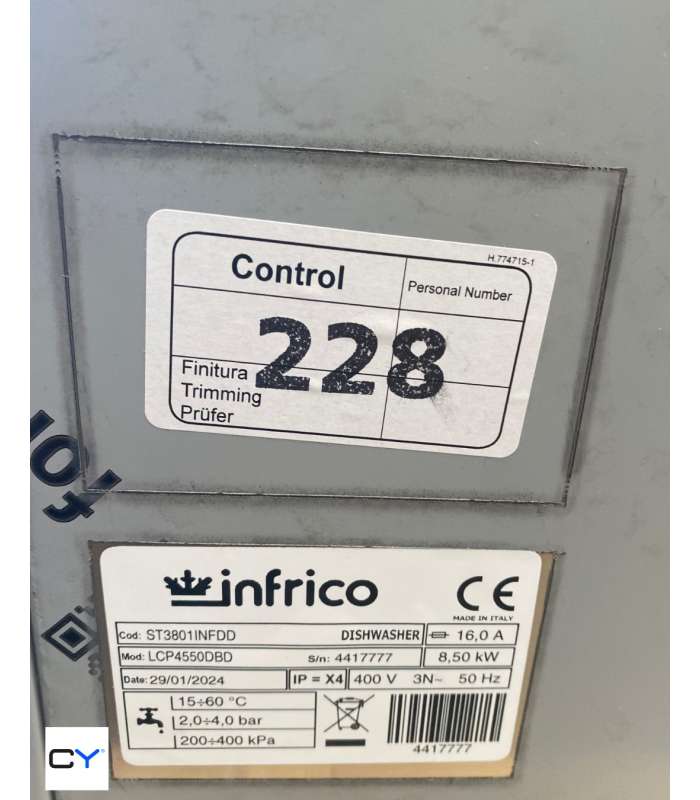 H.774715-1
Control
Personal Number
228
Finitura
Trimming
Prüfer
infrico
CE
MADE IN ITALY
Cod: ST3801INFDD DISHWASHER 16,0 A
Mod: LCP4550DBD S/n: 4417777 8,50 kW
Date: 29/01/2024 IP = X4 400 V 3N~ 50 Hz
15÷60 °C
2,0÷4,0 bar
200÷400 kPa
4417777
CY